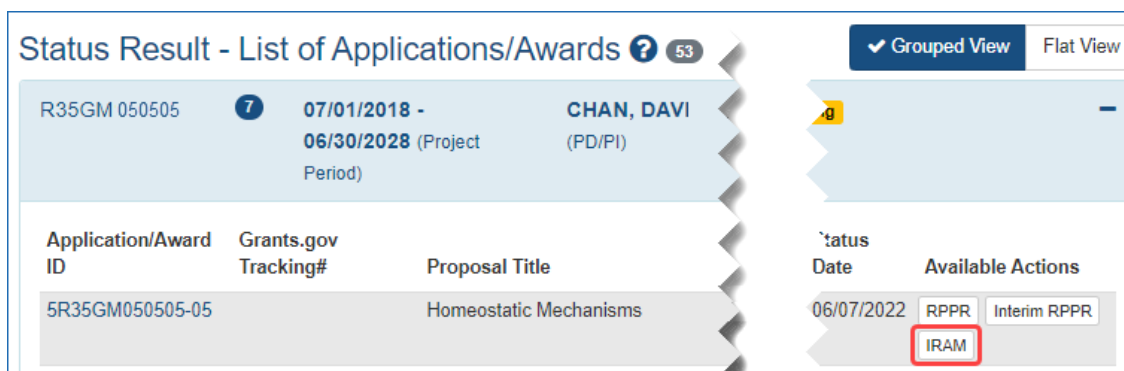 Status Result - List of Applications/Awards ? 53
✔ Grouped View Flat View
R35GM 050505 7 07/01/2018 - CHAN, DAVI
06/30/2028 (Project (PD/PI)
Period)
Application/Award Grants.gov
ID Tracking# Proposal Title
tatus
Date Available Actions
5R35GM050505-05 Homeostatic Mechanisms 06/07/2022 RPPR Interim RPPR
IRAM